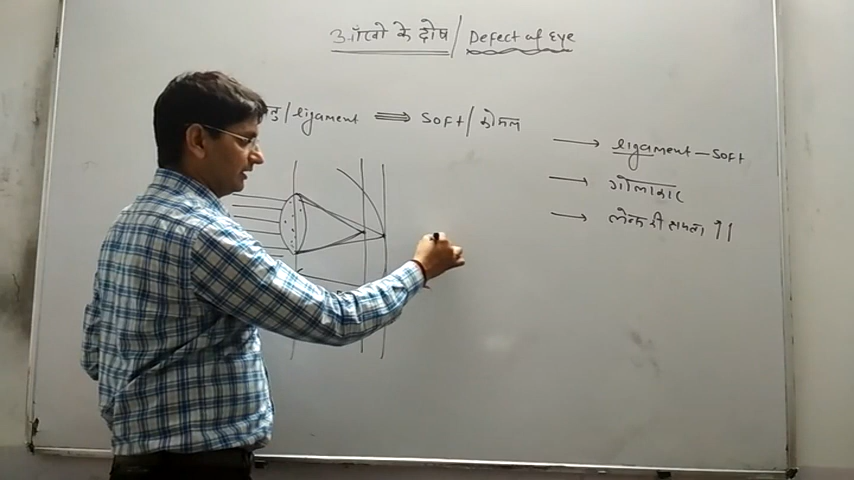 आँखो के दोष / Defect of Eye
/ ligament ⟹ Soft / कोमल
→ ligament – Soft
→ गोलाकार
→ लेन्स की क्षमता ↑↑